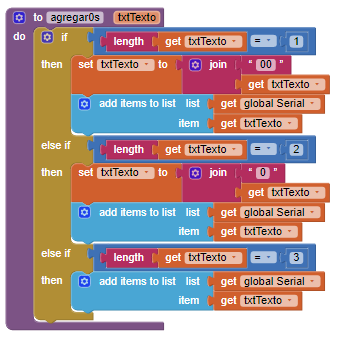 to agregar0s txtTexto
do if length get txtTexto = 1
then set txtTexto to join " 00 "
get txtTexto
add items to list list get global Serial
item get txtTexto
else if length get txtTexto = 2
then set txtTexto to join " 0 "
get txtTexto
add items to list list get global Serial
item get txtTexto
else if length get txtTexto = 3
then add items to list list get global Serial
item get txtTexto